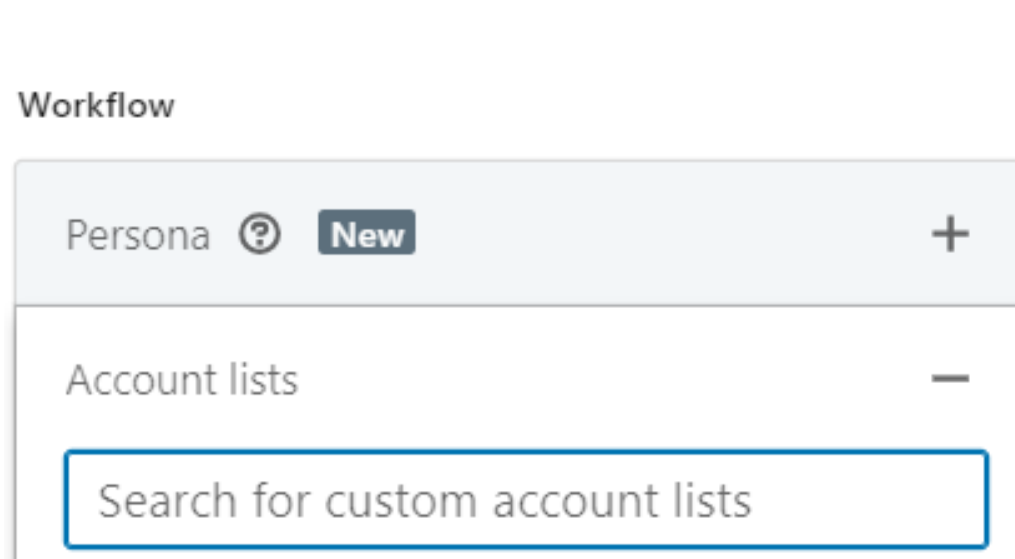 Workflow
Persona ? New +
Account lists −
Search for custom account lists